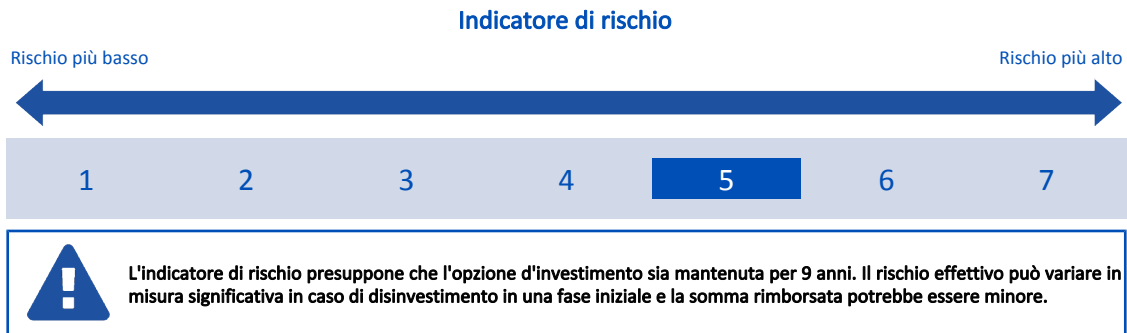 Indicatore di rischio
Rischio più basso
Rischio più alto
1 2 3 4 5 6 7
L'indicatore di rischio presuppone che l'opzione d'investimento sia mantenuta per 9 anni. Il rischio effettivo può variare in
misura significativa in caso di disinvestimento in una fase iniziale e la somma rimborsata potrebbe essere minore.